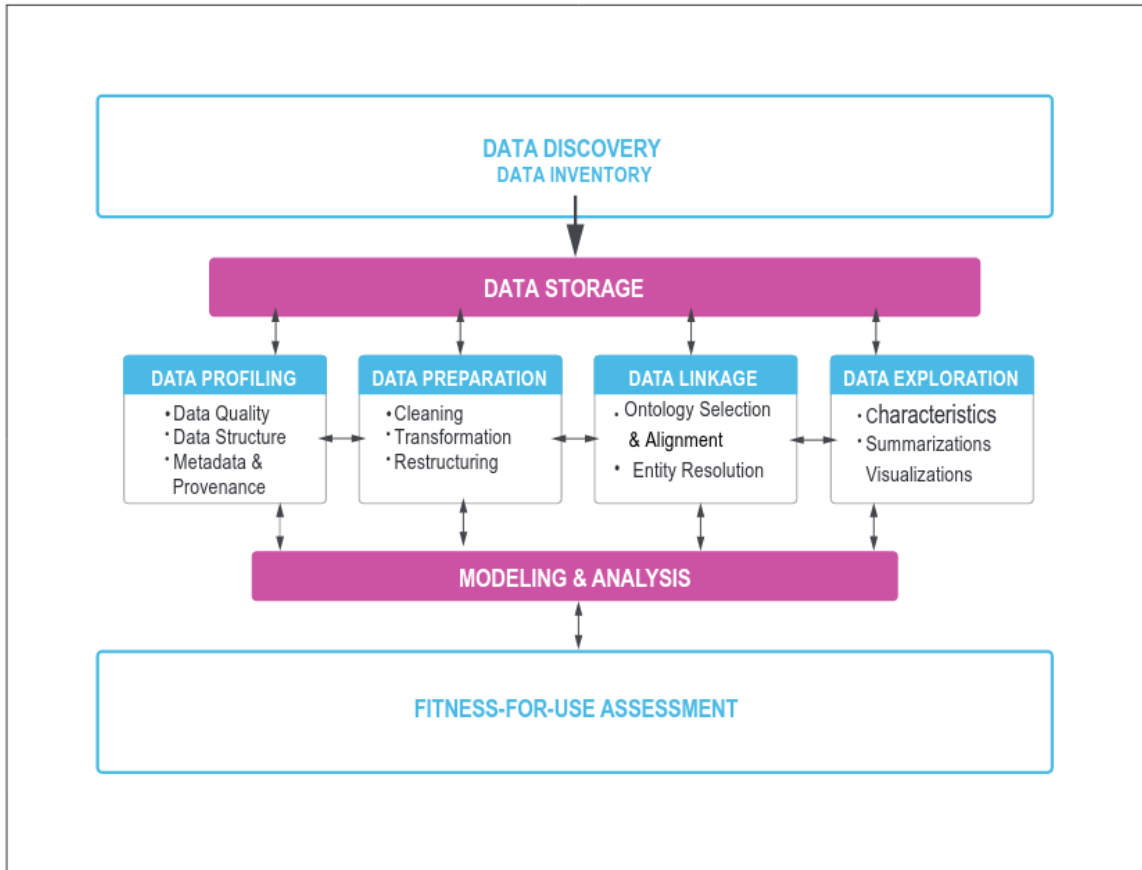 DATA DISCOVERY
DATA INVENTORY
DATA STORAGE
DATA PROFILING
• Data Quality
• Data Structure
• Metadata &
Provenance
DATA PREPARATION
• Cleaning
• Transformation
• Restructuring
DATA LINKAGE
• Ontology Selection
& Alignment
• Entity Resolution
DATA EXPLORATION
• Characteristics
• Summarizations
Visualizations
MODELING & ANALYSIS
FITNESS-FOR-USE ASSESSMENT